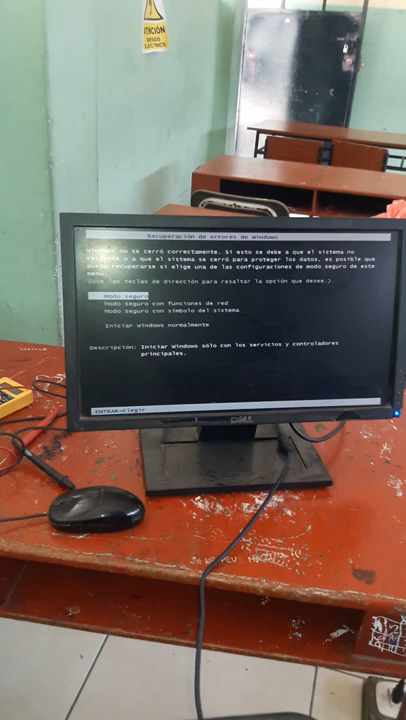 ATENCIÓN
RIESGO
ELÉCTRICO
Recuperación de errores de Windows
Windows no se cerró correctamente. Si esto se debe a que el sistema no
responde o a que el sistema se cerró para proteger los datos, es posible que
pueda recuperarse si elige una de las configuraciones de modo seguro de este
menú:
(Use las teclas de dirección para resaltar la opción que desee.)
Modo seguro
Modo seguro con funciones de red
Modo seguro con símbolo del sistema
Iniciar Windows normalmente
Descripción: Iniciar Windows sólo con los servicios y controladores
principales.
ENTRAR=Elegir
DELL